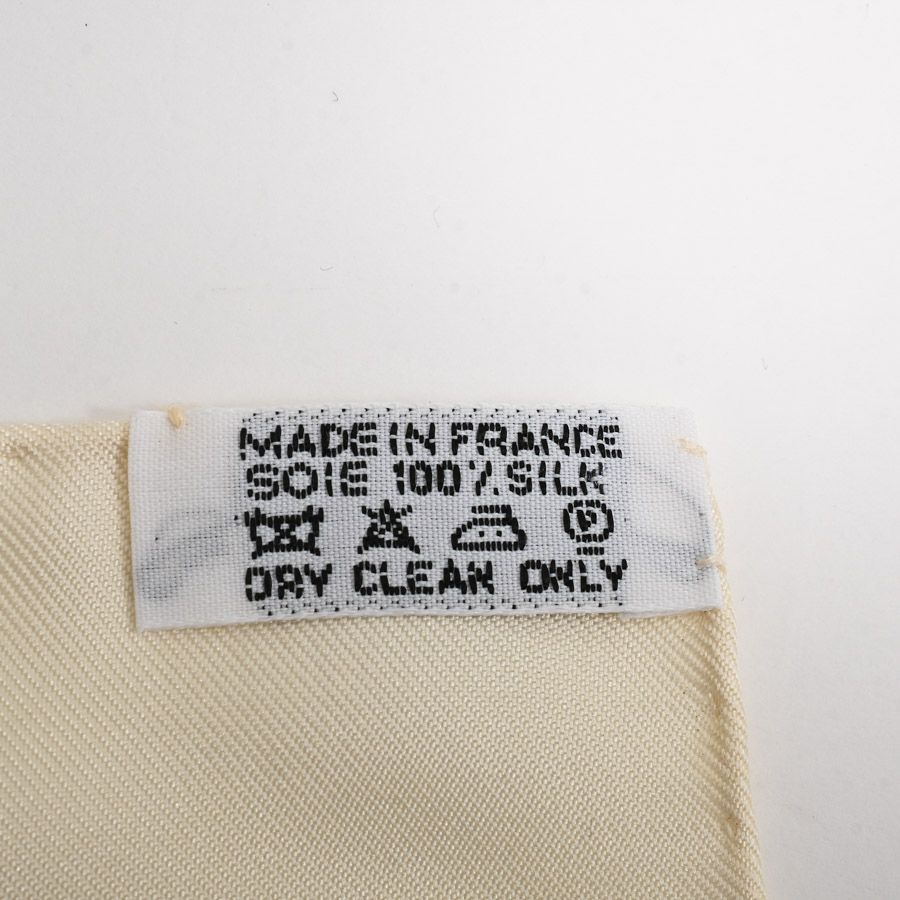 MADE IN FRANCE
SOIE 100% SILK
P
DRY CLEAN ONLY